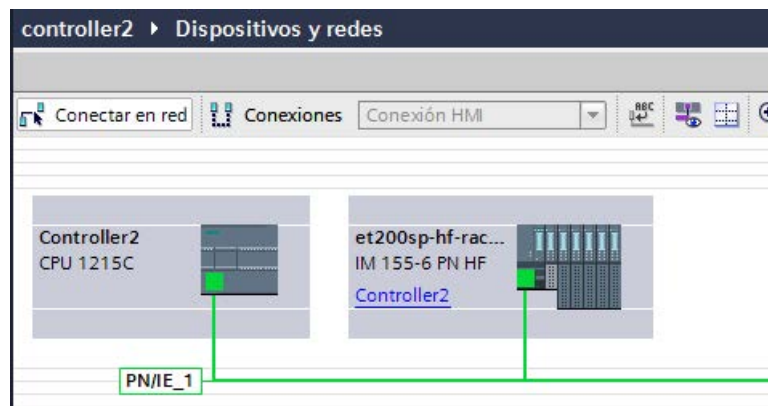 controller2 ▸ Dispositivos y redes
Conectar en red Conexiones Conexión HMI ABC
Controller2
CPU 1215C
et200sp-hf-rac...
IM 155-6 PN HF
Controller2
PN/IE_1